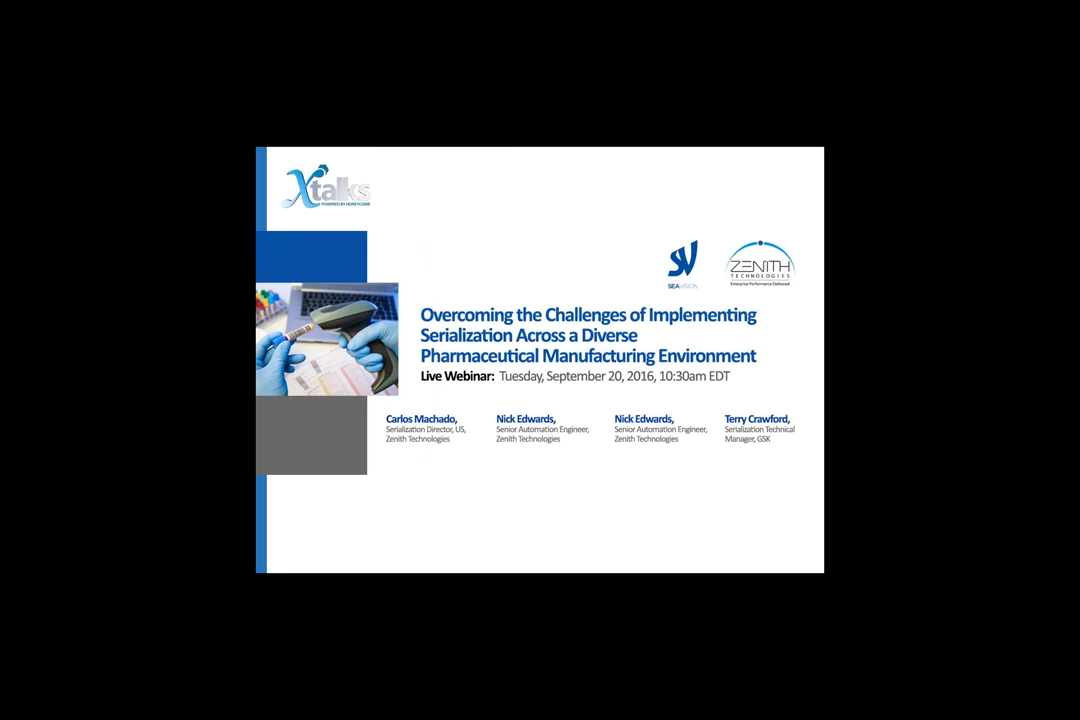 Xtalks
POWERED BY HONEYCOMB
SV
SEAVISION
ZENITH
TECHNOLOGIES
Enterprise Performance Delivered
Overcoming the Challenges of Implementing
Serialization Across a Diverse
Pharmaceutical Manufacturing Environment
Live Webinar: Tuesday, September 20, 2016, 10:30am EDT
Carlos Machado,
Serialization Director, US,
Zenith Technologies
Nick Edwards,
Senior Automation Engineer,
Zenith Technologies
Nick Edwards,
Senior Automation Engineer,
Zenith Technologies
Terry Crawford,
Serialization Technical
Manager, GSK